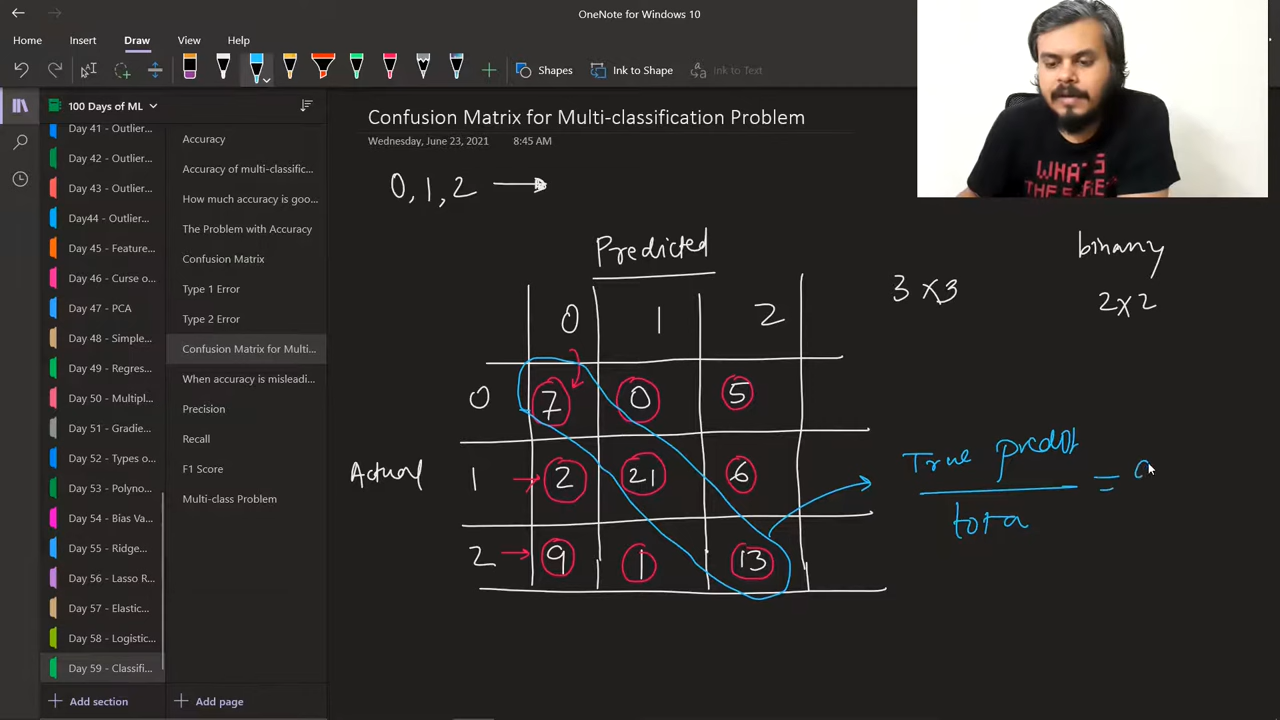 OneNote for Windows 10
Home Insert Draw View Help
Shapes Ink to Shape Ink to Text
100 Days of ML
Day 41 - Outlier...
Day 42 - Outlier...
Day 43 - Outlier...
Day44 - Outlier...
Day 45 - Feature...
Day 46 - Curse o...
Day 47 - PCA
Day 48 - Simple...
Day 49 - Regres...
Day 50 - Multipl...
Day 51 - Gradie...
Day 52 - Types o...
Day 53 - Polyno...
Day 54 - Bias Va...
Day 55 - Ridge...
Day 56 - Lasso R...
Day 57 - Elastic...
Day 58 - Logistic...
Day 59 - Classifi...
Add section
Accuracy
Accuracy of multi-classific...
How much accuracy is goo...
The Problem with Accuracy
Confusion Matrix
Type 1 Error
Type 2 Error
Confusion Matrix for Multi...
When accuracy is misleadi...
Precision
Recall
F1 Score
Multi-class Problem
Add page
Confusion Matrix for Multi-classification Problem
Wednesday, June 23, 2021 8:45 AM
0, 1, 2
Predicted
0 1 2
0 7 0 5
Actual 1 2 21 6
2 9 1 13
3 x 3
binary
2 x 2
True
tota
=
WHAT'S
IN